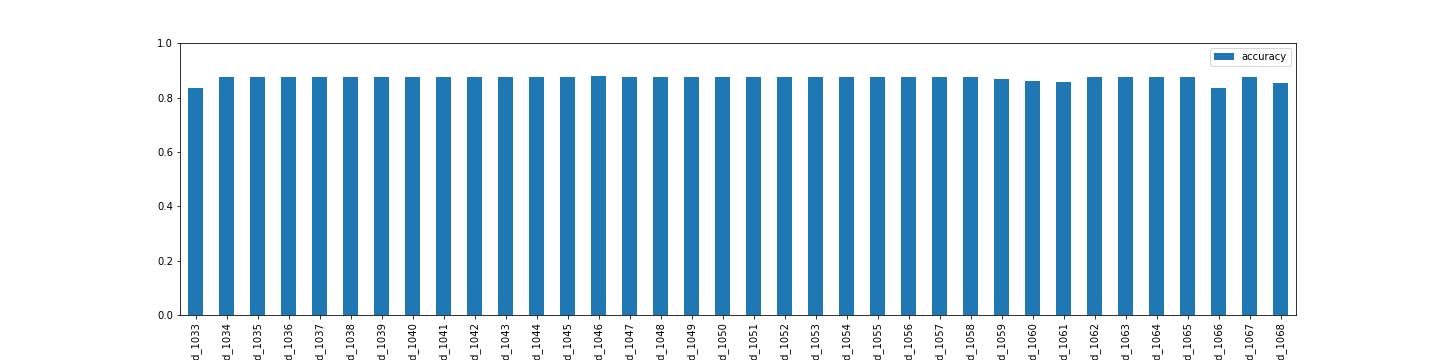 1.0
0.8
0.6
0.4
0.2
0.0
accuracy
d_1033
d_1034
d_1035
d_1036
d_1037
d_1038
d_1039
d_1040
d_1041
d_1042
d_1043
d_1044
d_1045
d_1046
d_1047
d_1048
d_1049
d_1050
d_1051
d_1052
d_1053
d_1054
d_1055
d_1056
d_1057
d_1058
d_1059
d_1060
d_1061
d_1062
d_1063
d_1064
d_1065
d_1066
d_1067
d_1068